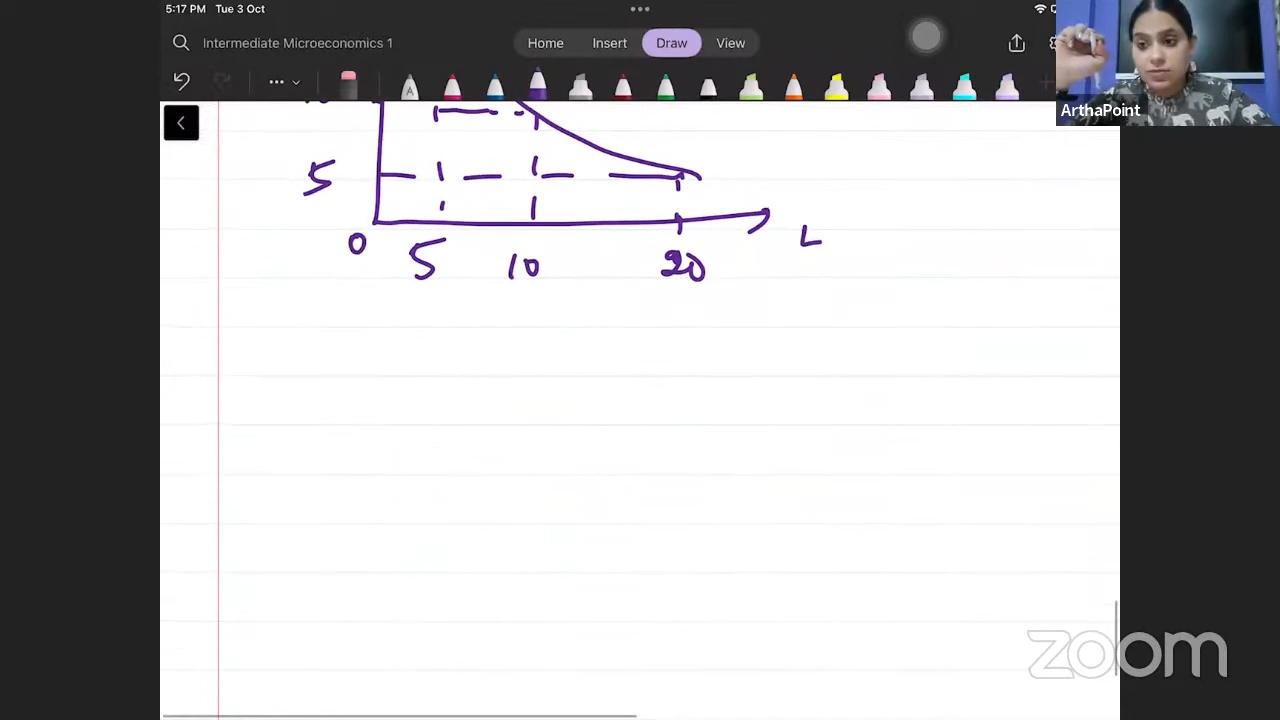 5:17 PM Tue 3 Oct
Intermediate Microeconomics 1
Home Insert Draw View
A
ArthaPoint
5
0
5 10 20
L
zoom